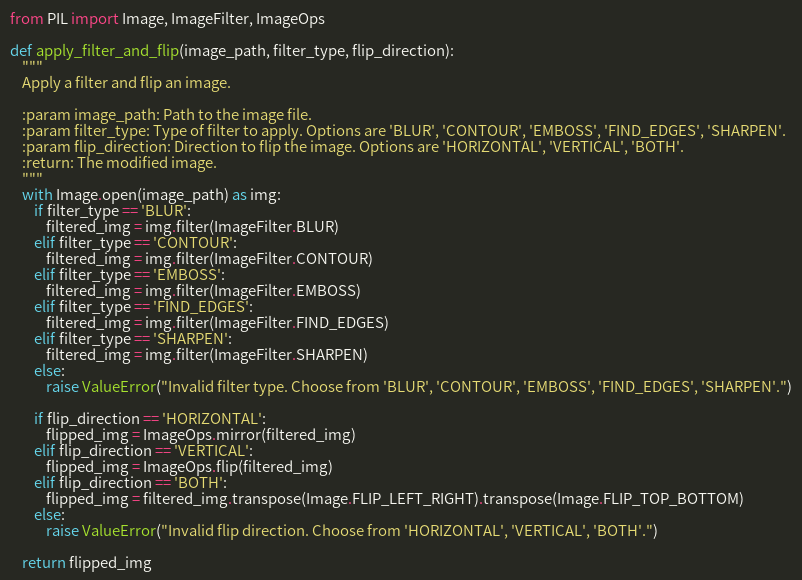 from PIL import Image, ImageFilter, ImageOps

def apply_filter_and_flip(image_path, filter_type, flip_direction):
    """
    Apply a filter and flip an image.

    :param image_path: Path to the image file.
    :param filter_type: Type of filter to apply. Options are 'BLUR', 'CONTOUR', 'EMBOSS', 'FIND_EDGES', 'SHARPEN'.
    :param flip_direction: Direction to flip the image. Options are 'HORIZONTAL', 'VERTICAL', 'BOTH'.
    :return: The modified image.
    """
    with Image.open(image_path) as img:
        if filter_type == 'BLUR':
            filtered_img = img.filter(ImageFilter.BLUR)
        elif filter_type == 'CONTOUR':
            filtered_img = img.filter(ImageFilter.CONTOUR)
        elif filter_type == 'EMBOSS':
            filtered_img = img.filter(ImageFilter.EMBOSS)
        elif filter_type == 'FIND_EDGES':
            filtered_img = img.filter(ImageFilter.FIND_EDGES)
        elif filter_type == 'SHARPEN':
            filtered_img = img.filter(ImageFilter.SHARPEN)
        else:
            raise ValueError("Invalid filter type. Choose from 'BLUR', 'CONTOUR', 'EMBOSS', 'FIND_EDGES', 'SHARPEN'.")

        if flip_direction == 'HORIZONTAL':
            flipped_img = ImageOps.mirror(filtered_img)
        elif flip_direction == 'VERTICAL':
            flipped_img = ImageOps.flip(filtered_img)
        elif flip_direction == 'BOTH':
            flipped_img = filtered_img.transpose(Image.FLIP_LEFT_RIGHT).transpose(Image.FLIP_TOP_BOTTOM)
        else:
            raise ValueError("Invalid flip direction. Choose from 'HORIZONTAL', 'VERTICAL', 'BOTH'.")

    return flipped_img